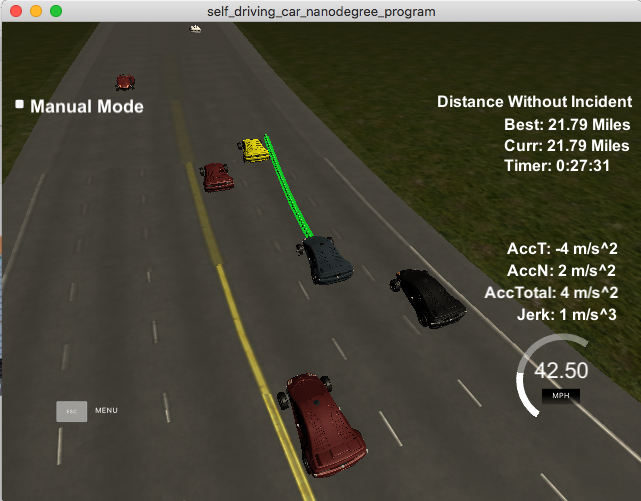 self_driving_car_nanodegree_program
Manual Mode
Distance Without Incident
Best: 21.79 Miles
Curr: 21.79 Miles
Timer: 0:27:31
AccT: -4 m/s^2
AccN: 2 m/s^2
AccTotal: 4 m/s^2
Jerk: 1 m/s^3
42.50
MPH
ESC MENU